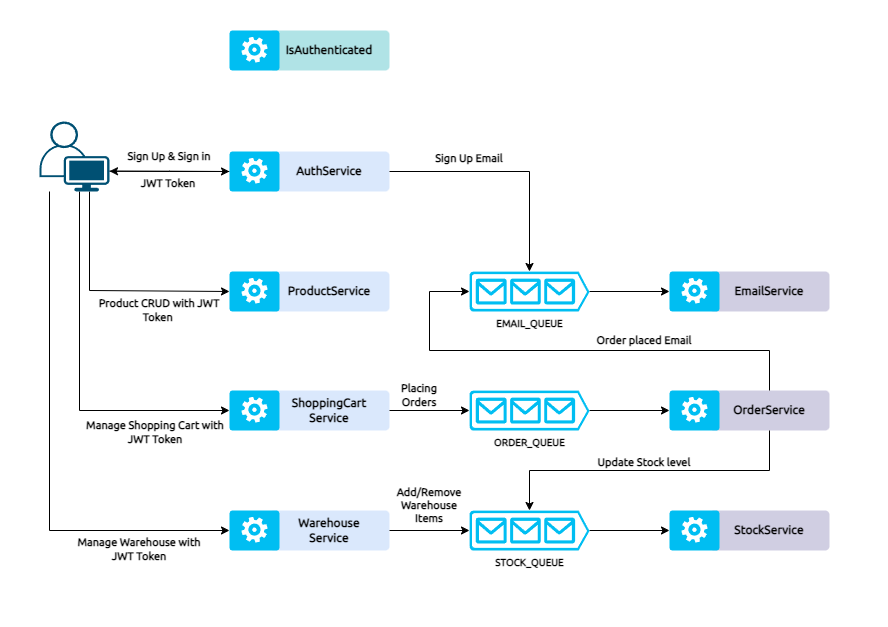 IsAuthenticated
Sign Up & Sign in
JWT Token
AuthService
Sign Up Email
Product CRUD with JWT
Token
ProductService
EMAIL_QUEUE
EmailService
Order placed Email
Manage Shopping Cart with
JWT Token
ShoppingCart
Service
Placing
Orders
ORDER_QUEUE
OrderService
Update Stock level
Manage Warehouse with
JWT Token
Warehouse
Service
Add/Remove
Warehouse
Items
STOCK_QUEUE
StockService